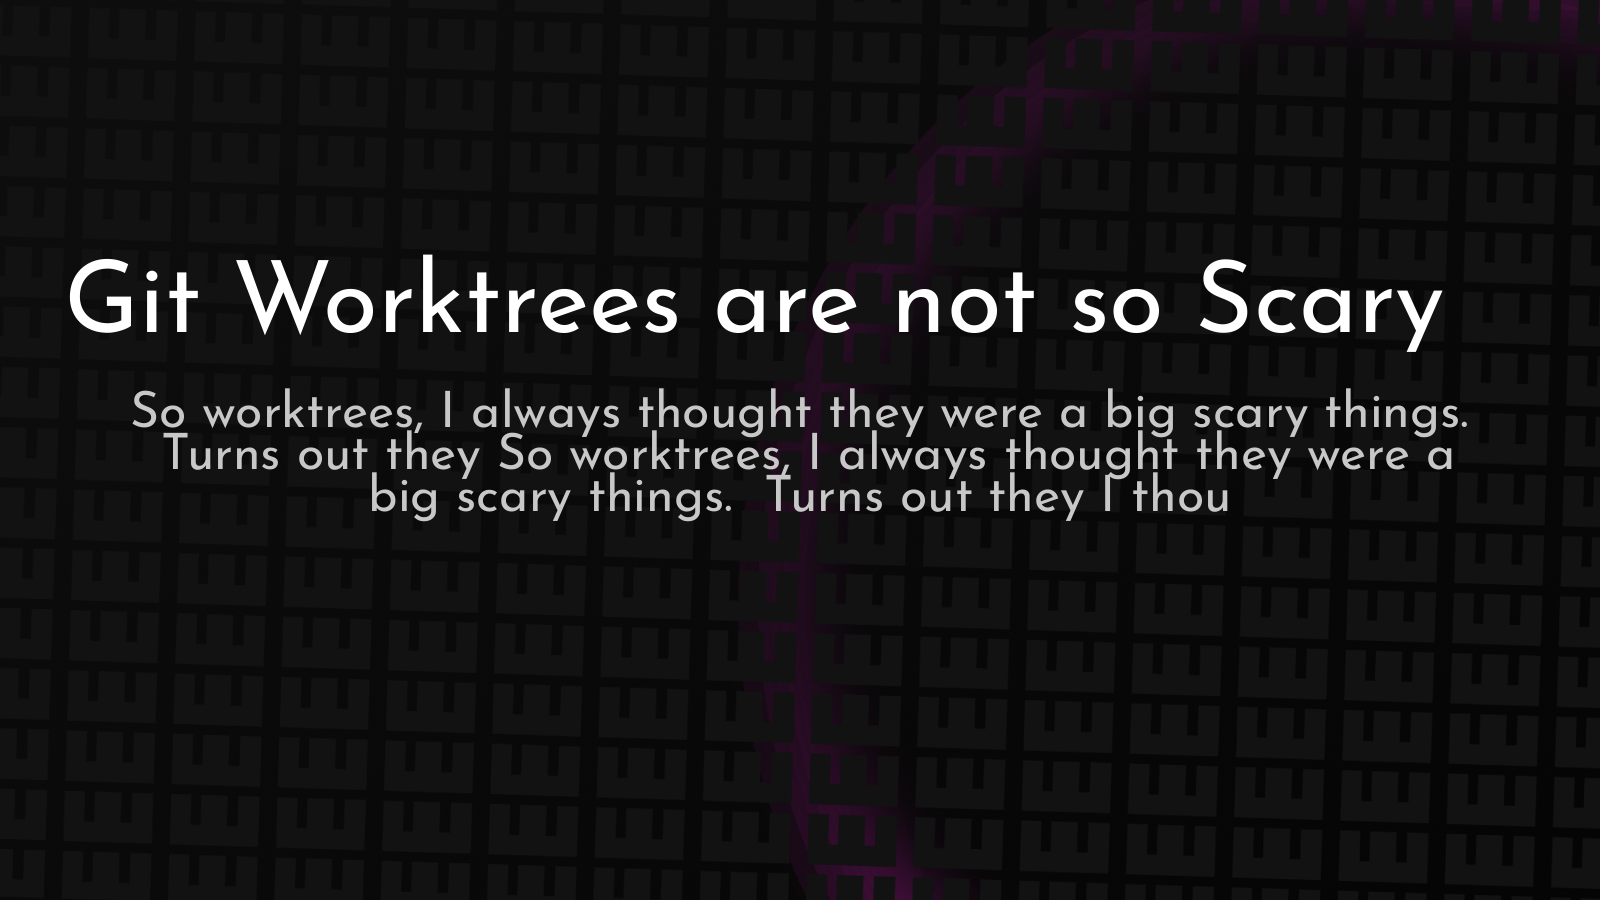 Git Worktrees are not so Scary
So worktrees, I always thought they were a big scary things.
Turns out they So worktrees, I always thought they were a
big scary things.  Turns out they I thou